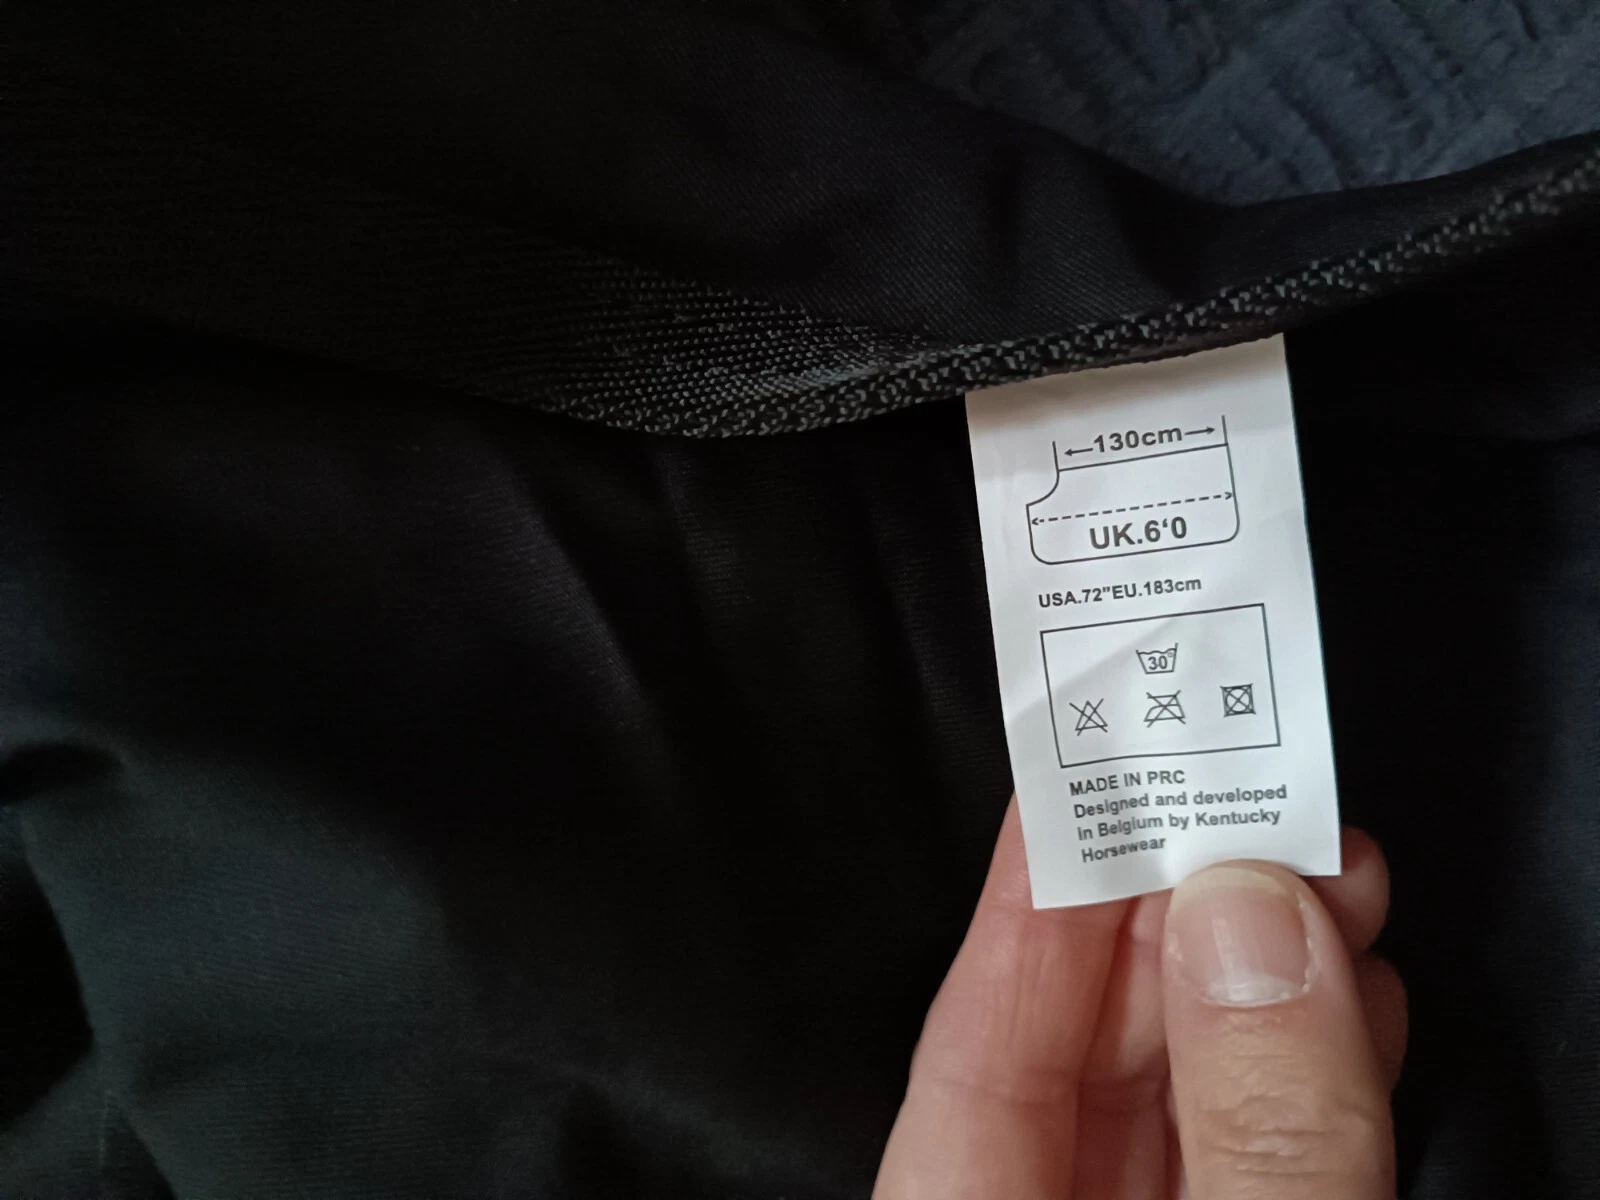 130cm
UK.6‘0
USA.72"EU.183cm
30°
MADE IN PRC
Designed and developed
In Belgium by Kentucky
Horsewear